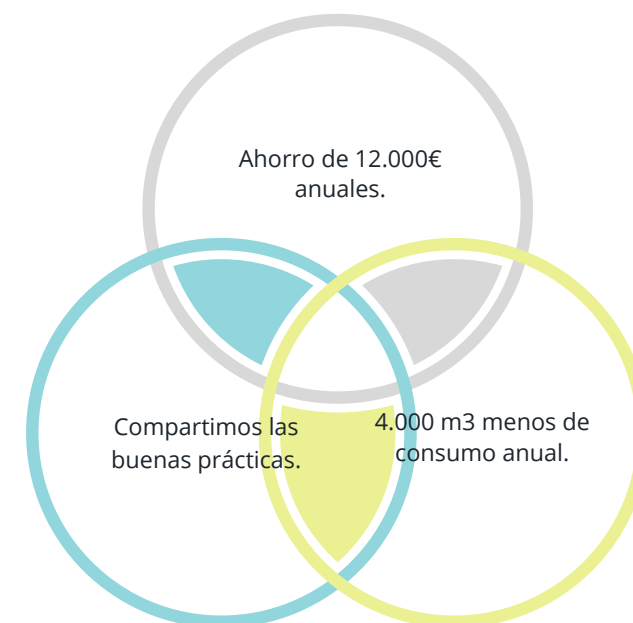 Ahorro de 12.000€
anuales.
Compartimos las
buenas prácticas.
4.000 m3 menos de
consumo anual.